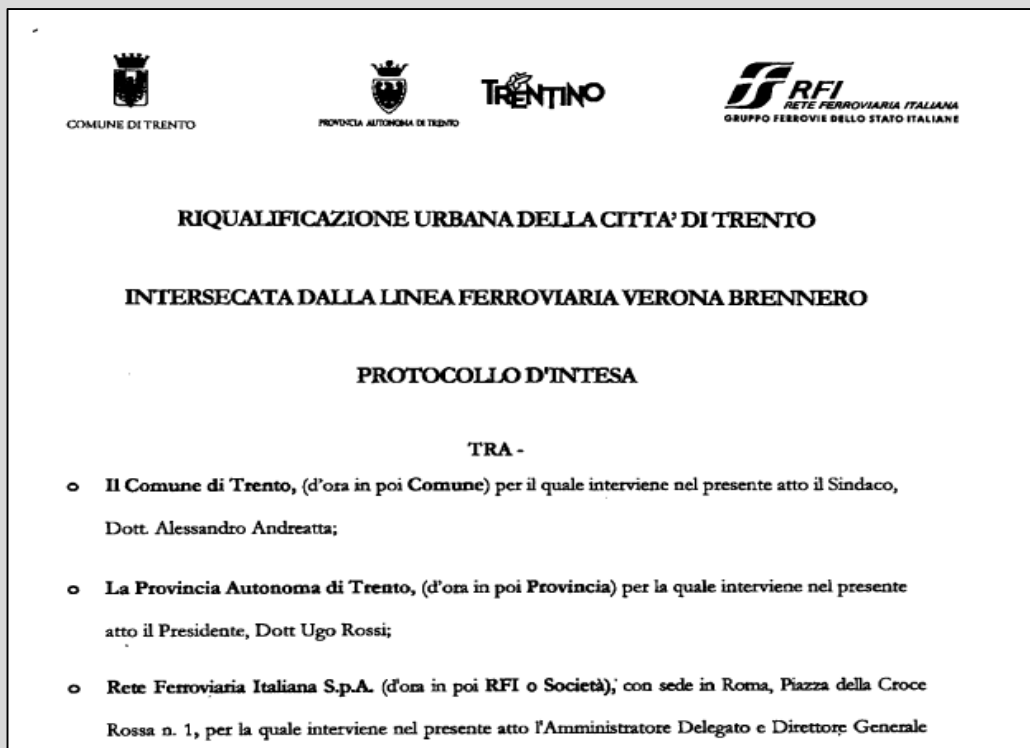 COMUNE DI TRENTO
PROVINCIA AUTONOMA DI TRENTO
TRENTINO
RFI
RETE FERROVIARIA ITALIANA
GRUPPO FERROVIE DELLO STATO ITALIANE
RIQUALIFICAZIONE URBANA DELLA CITTA' DI TRENTO
INTERSECATA DALLA LINEA FERROVIARIA VERONA BRENNERO
PROTOCOLLO D'INTESA
TRA -
o Il Comune di Trento, (d'ora in poi Comune) per il quale interviene nel presente atto il Sindaco,
Dott. Alessandro Andreatta;
o La Provincia Autonoma di Trento, (d'ora in poi Provincia) per la quale interviene nel presente
atto il Presidente, Dott Ugo Rossi;
o Rete Ferroviaria Italiana S.p.A. (d'ora in poi RFI o Società), con sede in Roma, Piazza della Croce
Rossa n. 1, per la quale interviene nel presente atto l'Amministratore Delegato e Direttore Generale